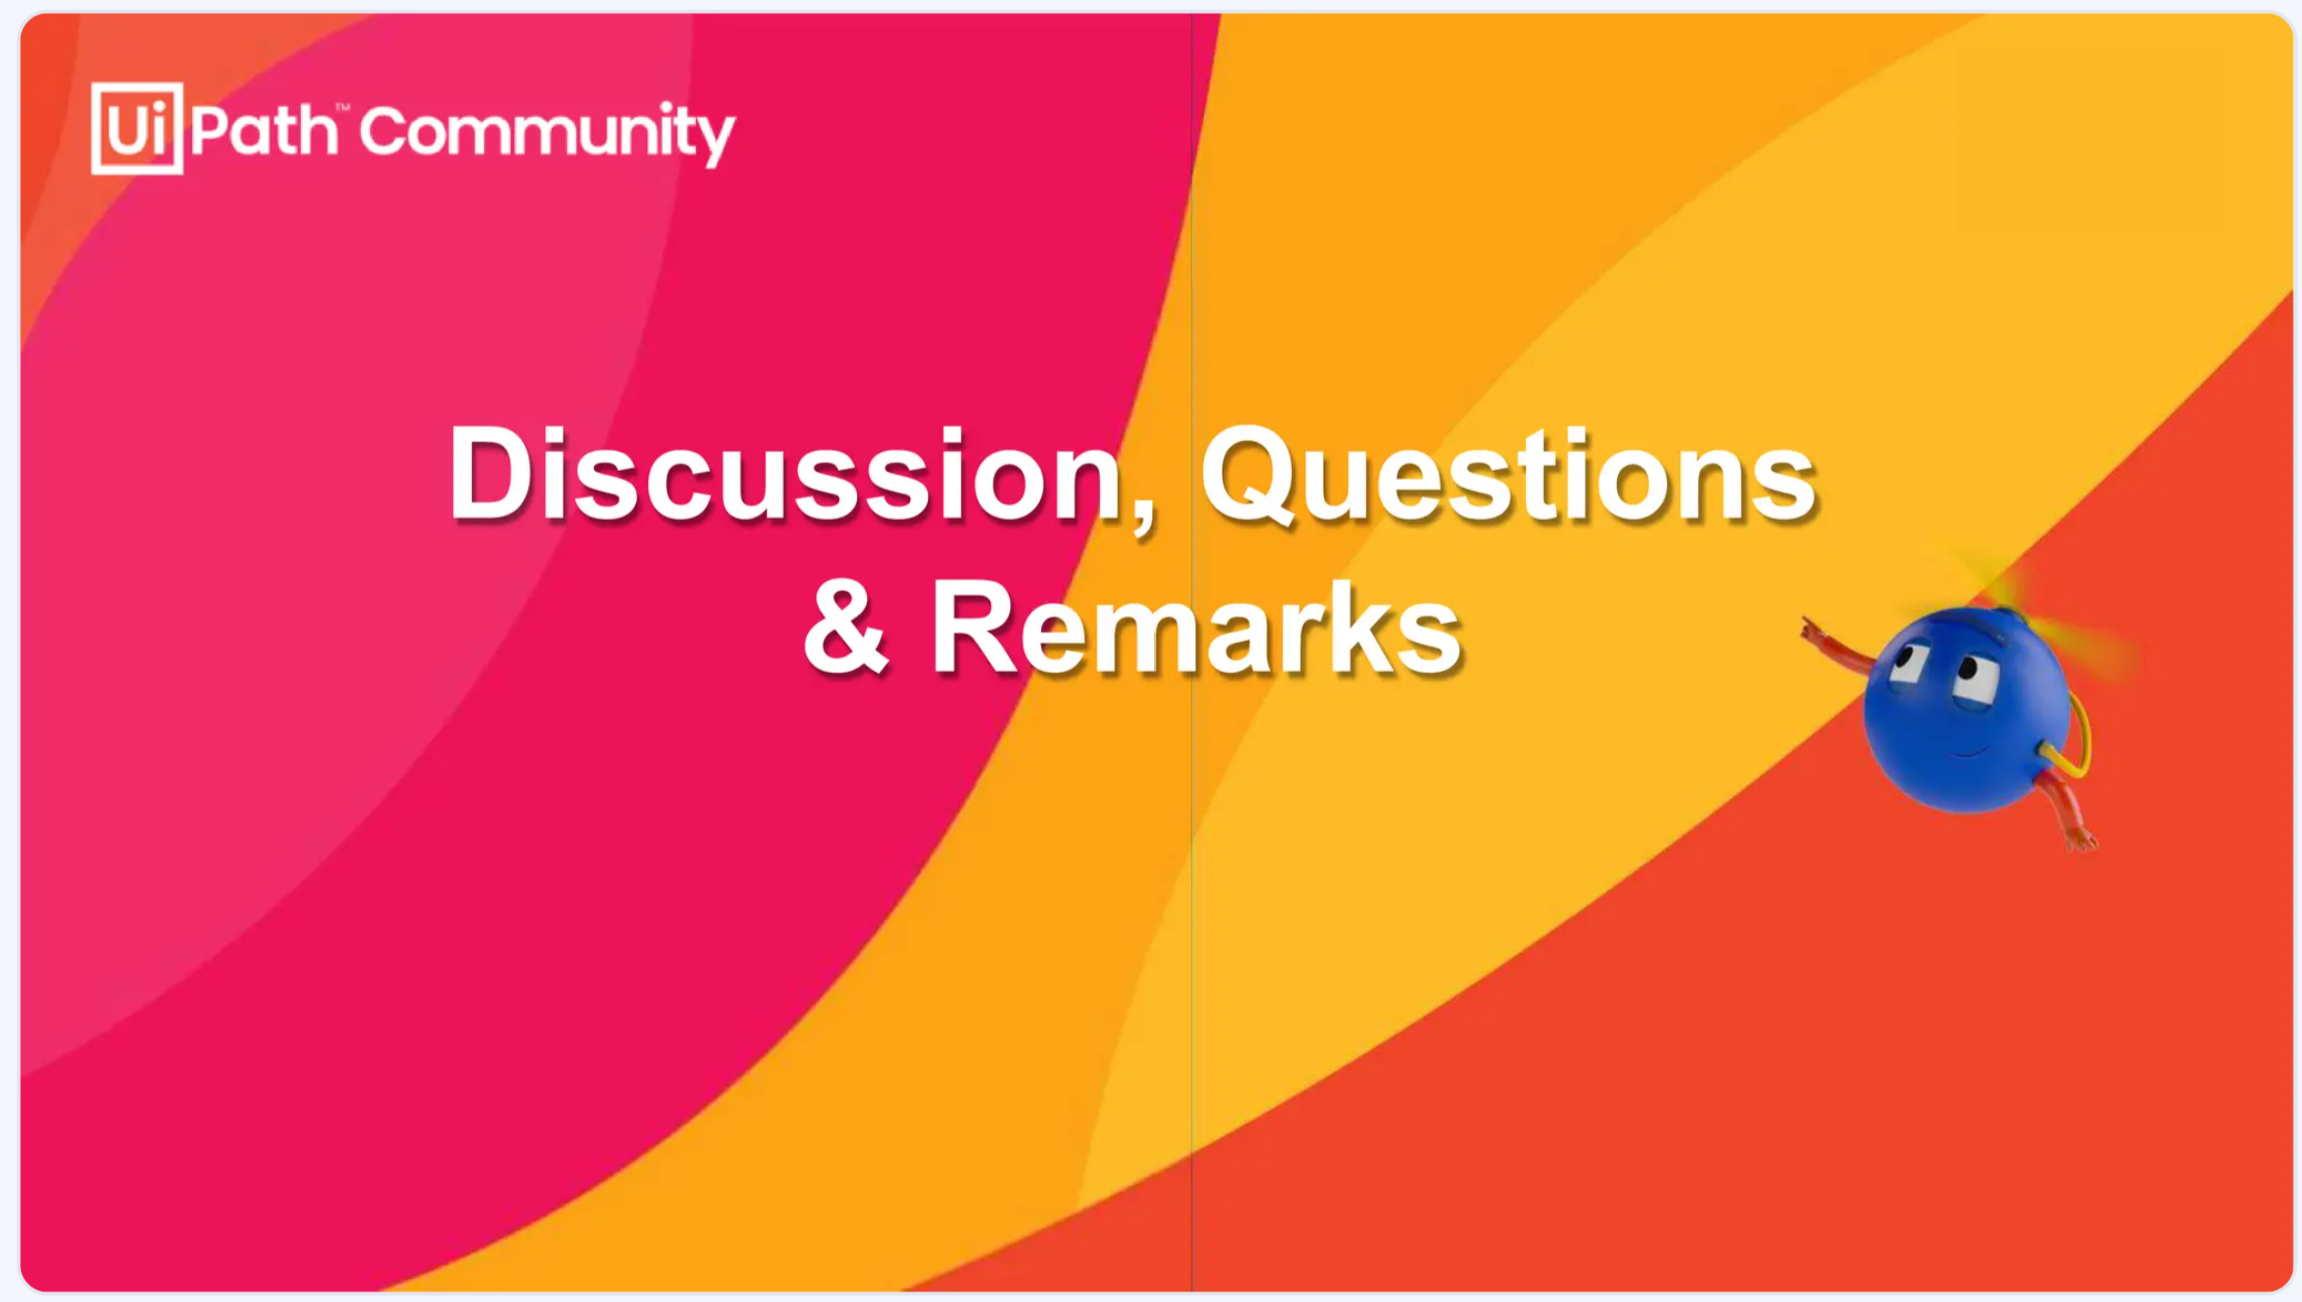 UiPath™ Community
Discussion, Questions
& Remarks